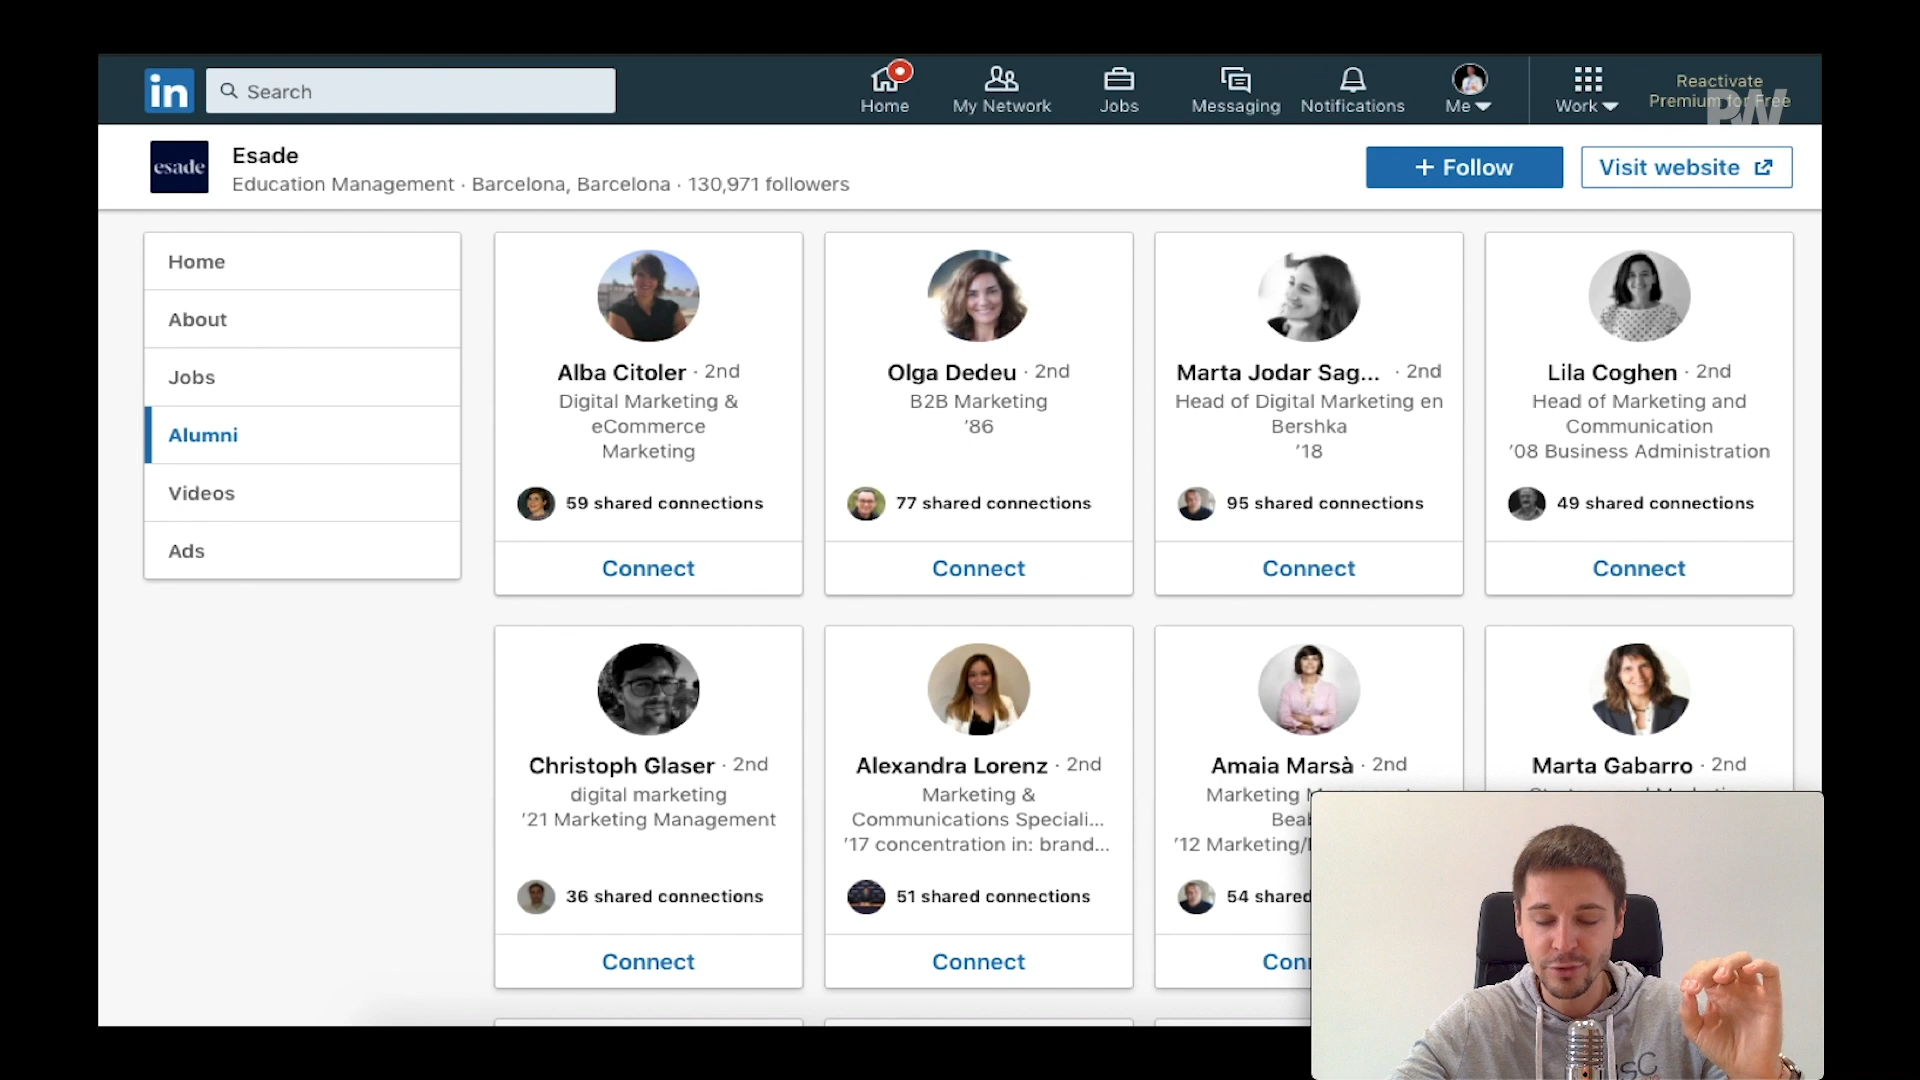 in
Search
Home
My Network
Jobs
Messaging
Notifications
Me
Work
Reactivate
Premium for Free
PW
esade
Esade
Education Management · Barcelona, Barcelona · 130,971 followers
+ Follow
Visit website
Home
About
Jobs
Alumni
Videos
Ads
Alba Citoler · 2nd
Digital Marketing &
eCommerce
Marketing
59 shared connections
Connect
Olga Dedeu · 2nd
B2B Marketing
'86
77 shared connections
Connect
Marta Jodar Sag... · 2nd
Head of Digital Marketing en
Bershka
'18
95 shared connections
Connect
Lila Coghen · 2nd
Head of Marketing and
Communication
'08 Business Administration
49 shared connections
Connect
Christoph Glaser · 2nd
digital marketing
'21 Marketing Management
36 shared connections
Connect
Alexandra Lorenz · 2nd
Marketing &
Communications Speciali...
'17 concentration in: brand...
51 shared connections
Connect
Amaia Marsà · 2nd
Marketing
'12 Marketing/
54 shared
Marta Gabarro · 2nd